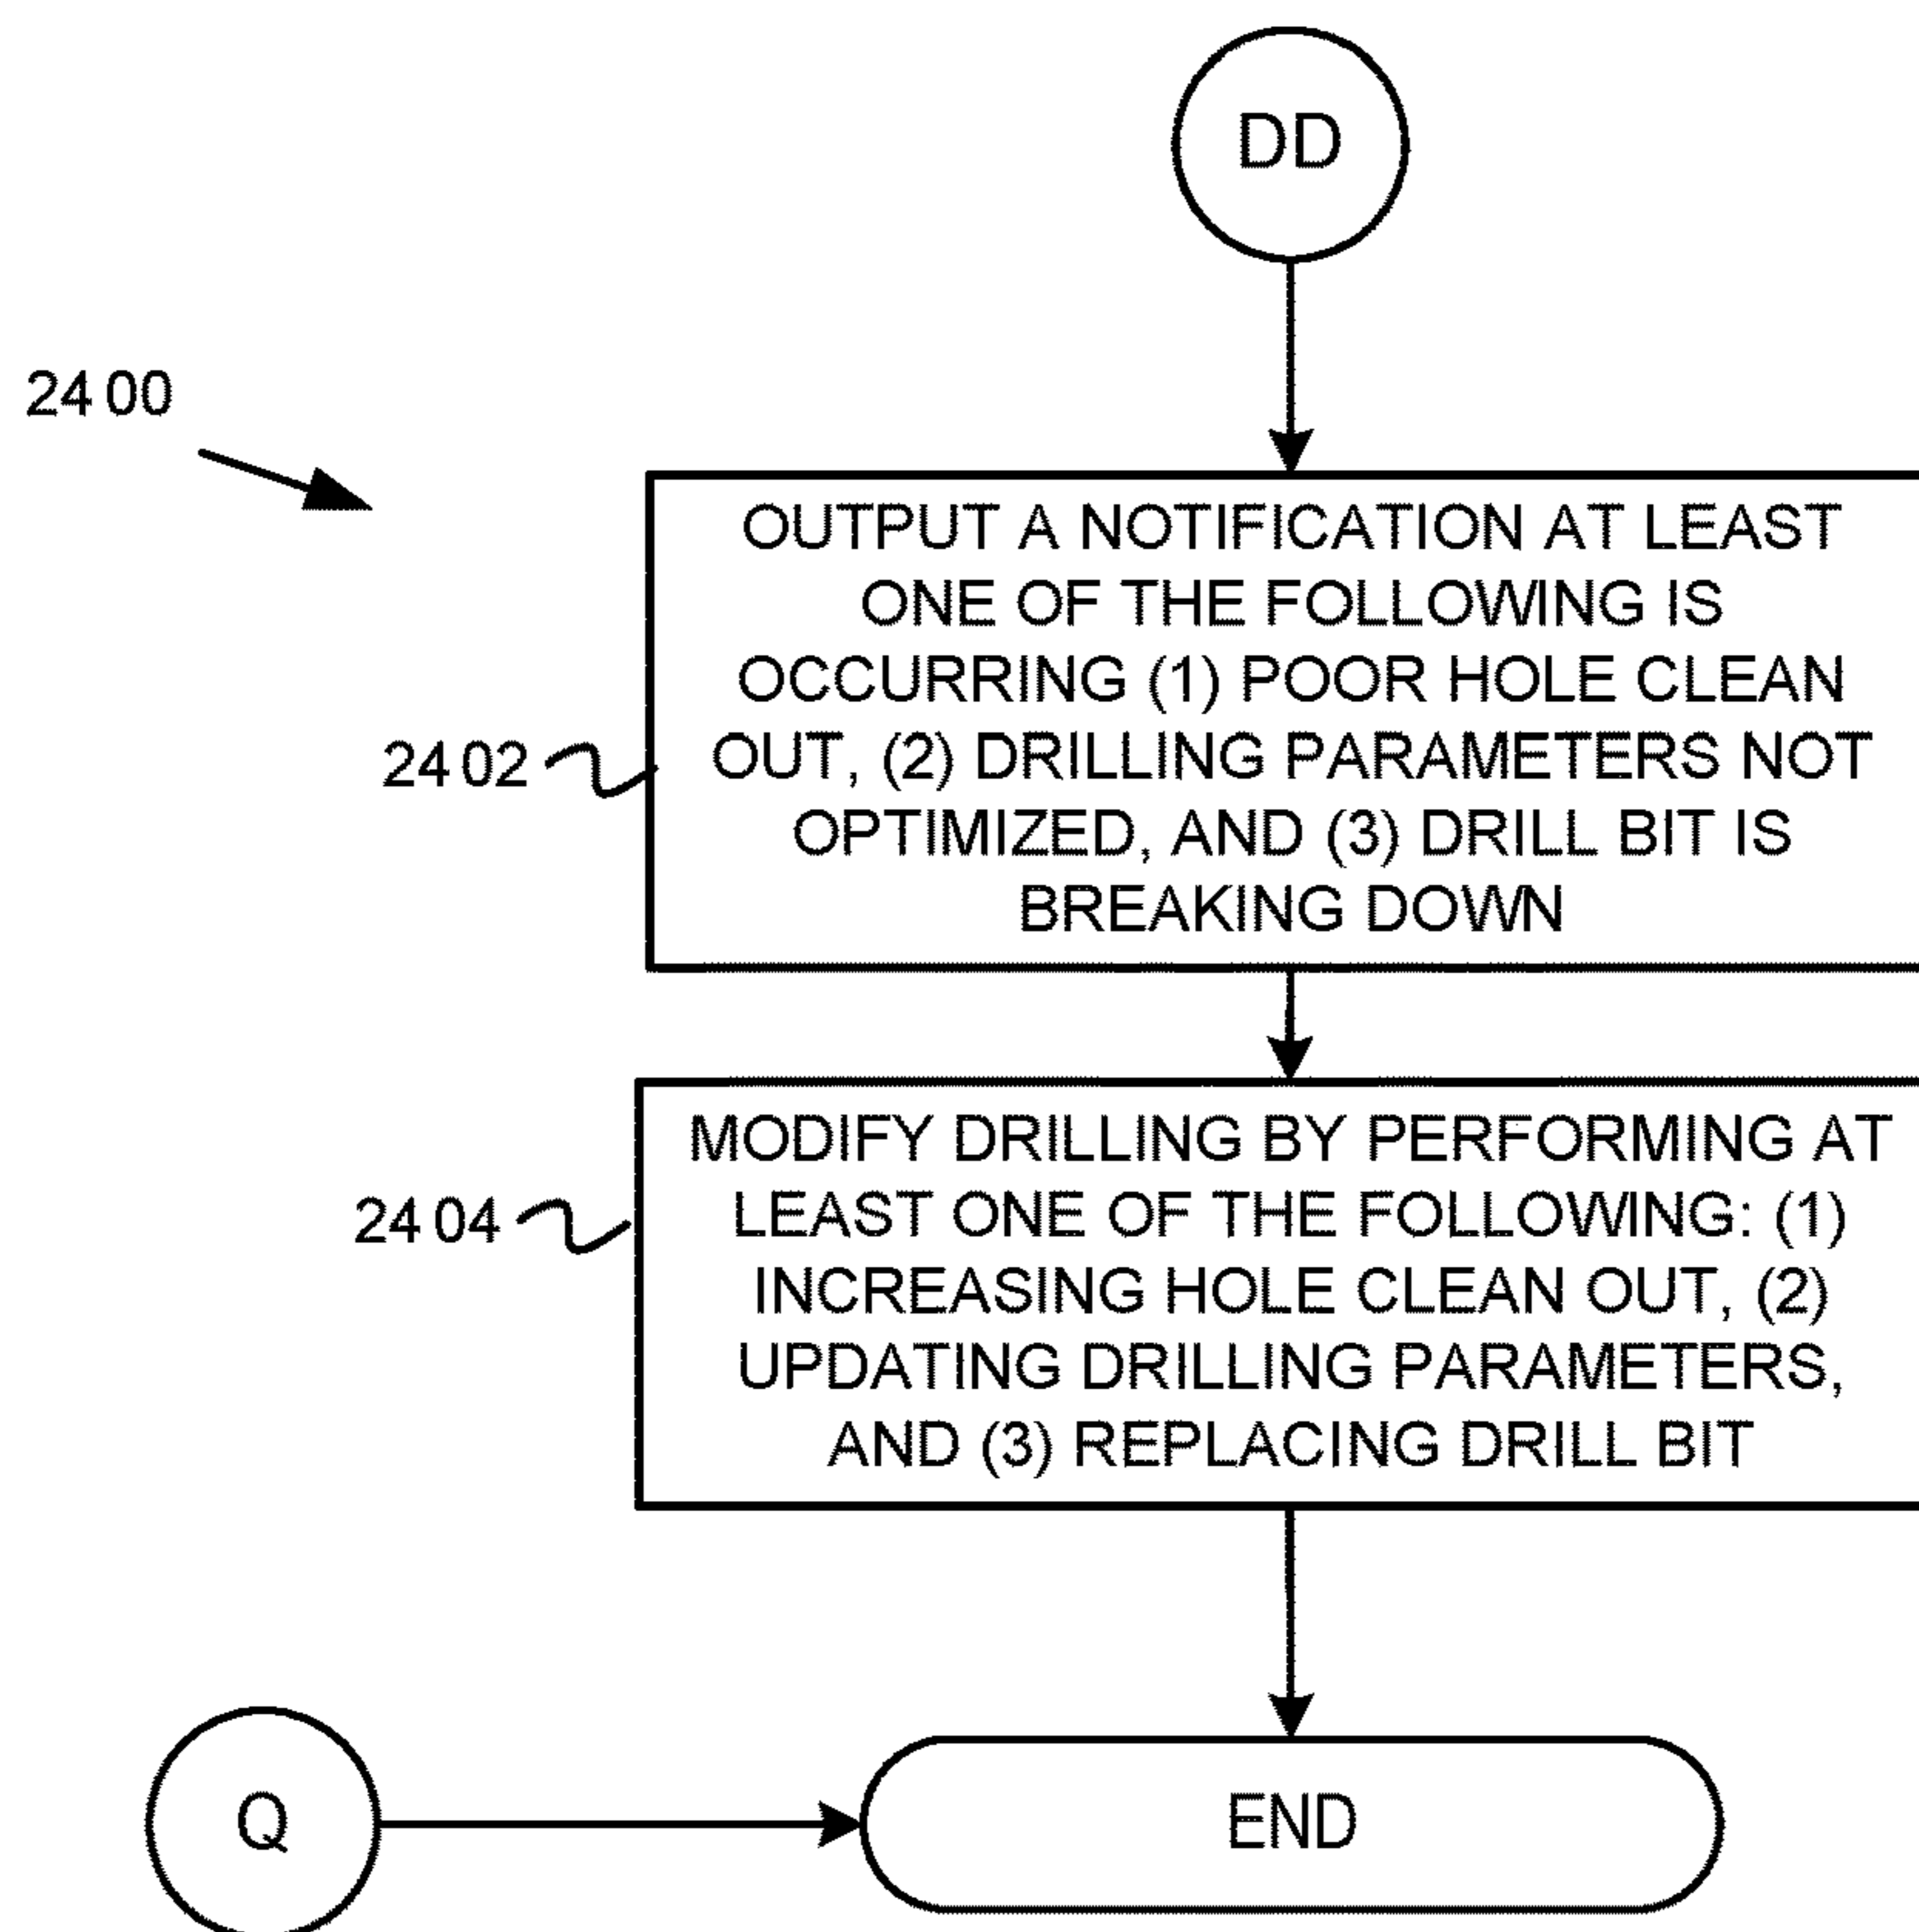 DD
2400
OUTPUT A NOTIFICATION AT LEAST
ONE OF THE FOLLOWING IS
OCCURRING (1) POOR HOLE CLEAN
OUT, (2) DRILLING PARAMETERS NOT
OPTIMIZED, AND (3) DRILL BIT IS
BREAKING DOWN
2402
MODIFY DRILLING BY PERFORMING AT
LEAST ONE OF THE FOLLOWING: (1)
INCREASING HOLE CLEAN OUT, (2)
UPDATING DRILLING PARAMETERS,
AND (3) REPLACING DRILL BIT
2404
Q
END